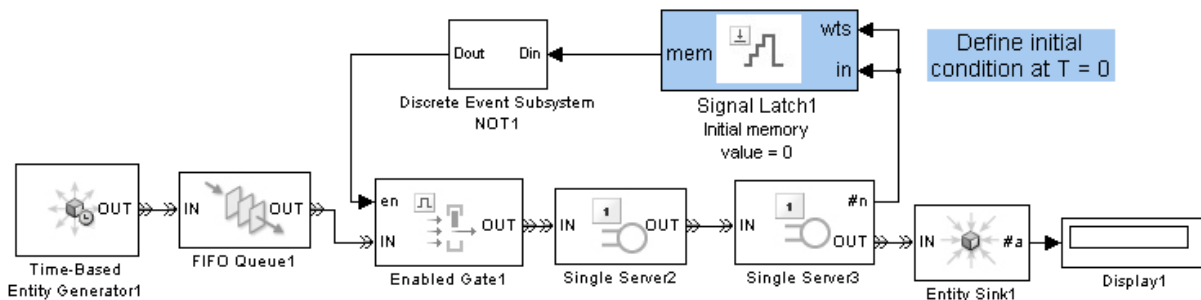 wts
mem
in
Signal Latch1
Initial memory
value = 0
Define initial
condition at T = 0
Dout
Din
Discrete Event Subsystem
NOT1
OUT
Time-Based
Entity Generator1
IN
OUT
FIFO Queue1
en
IN
OUT
Enabled Gate1
1
IN
OUT
Single Server2
1
#n
IN
OUT
Single Server3
IN
#a
Entity Sink1
Display1